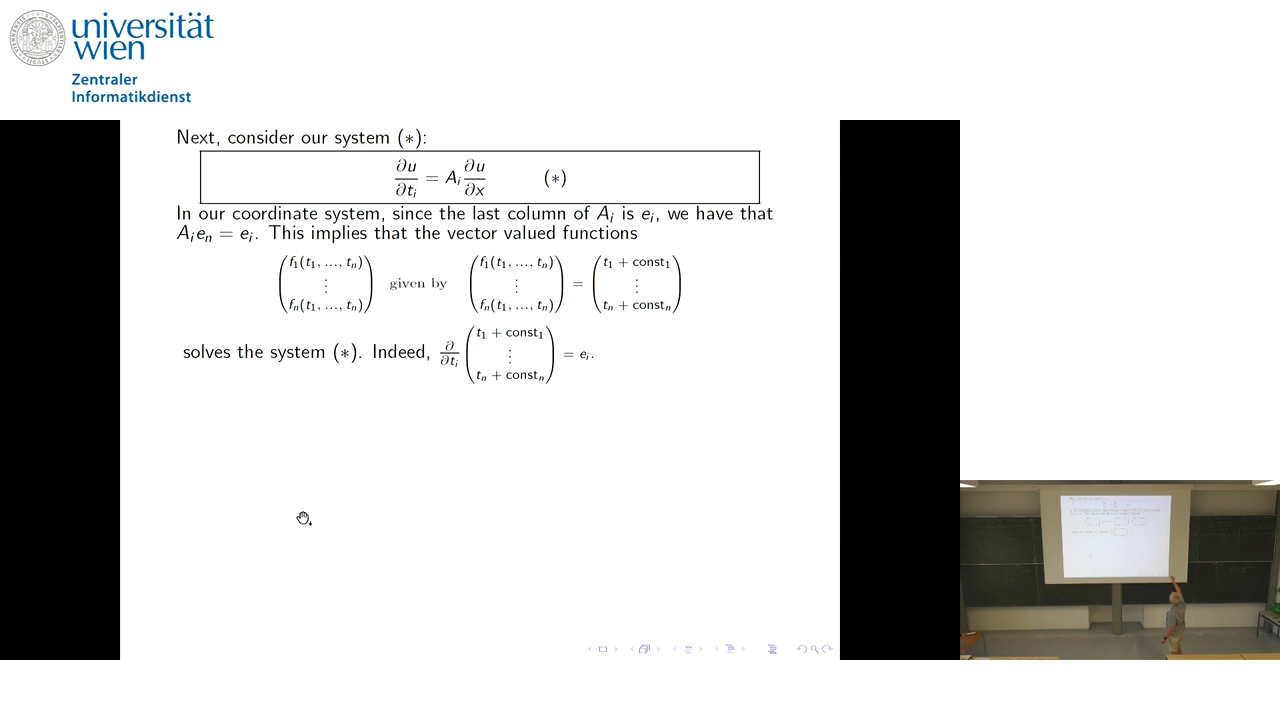 universität
wien
Zentraler
Informatikdienst
Next, consider our system (∗):
∂u/∂t_i = A_i ∂u/∂x (∗)
In our coordinate system, since the last column of A_i is e_i, we have that
A_i e_n = e_i. This implies that the vector valued functions
(f_1(t_1, ..., t_n) ⋮ f_n(t_1, ..., t_n)) given by (f_1(t_1, ..., t_n) ⋮ f_n(t_1, ..., t_n)) = (t_1 + const_1 ⋮ t_n + const_n)
solves the system (∗). Indeed, ∂/∂t_i (t_1 + const_1 ⋮ t_n + const_n) = e_i.